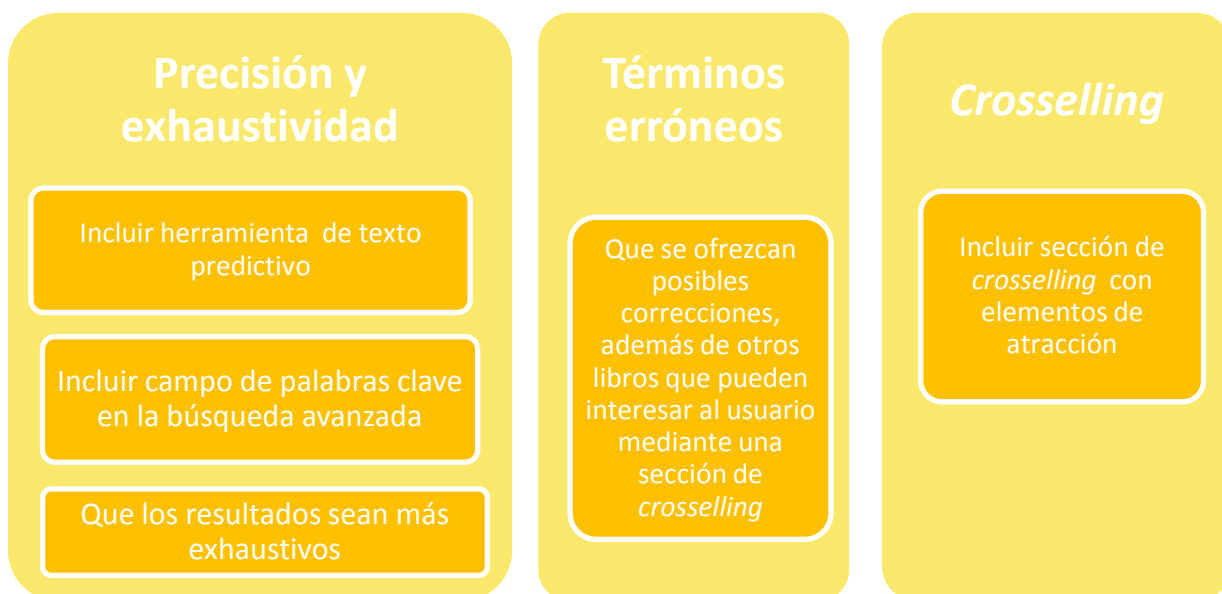 Precisión y
exhaustividad
Incluir herramienta de texto
predictivo
Incluir campo de palabras clave
en la búsqueda avanzada
Que los resultados sean más
exhaustivos
Términos
erróneos
Que se ofrezcan
posibles
correcciones,
además de otros
libros que pueden
interesar al usuario
mediante una
sección de
crosselling
Crosselling
Incluir sección de
crosselling con
elementos de
atracción